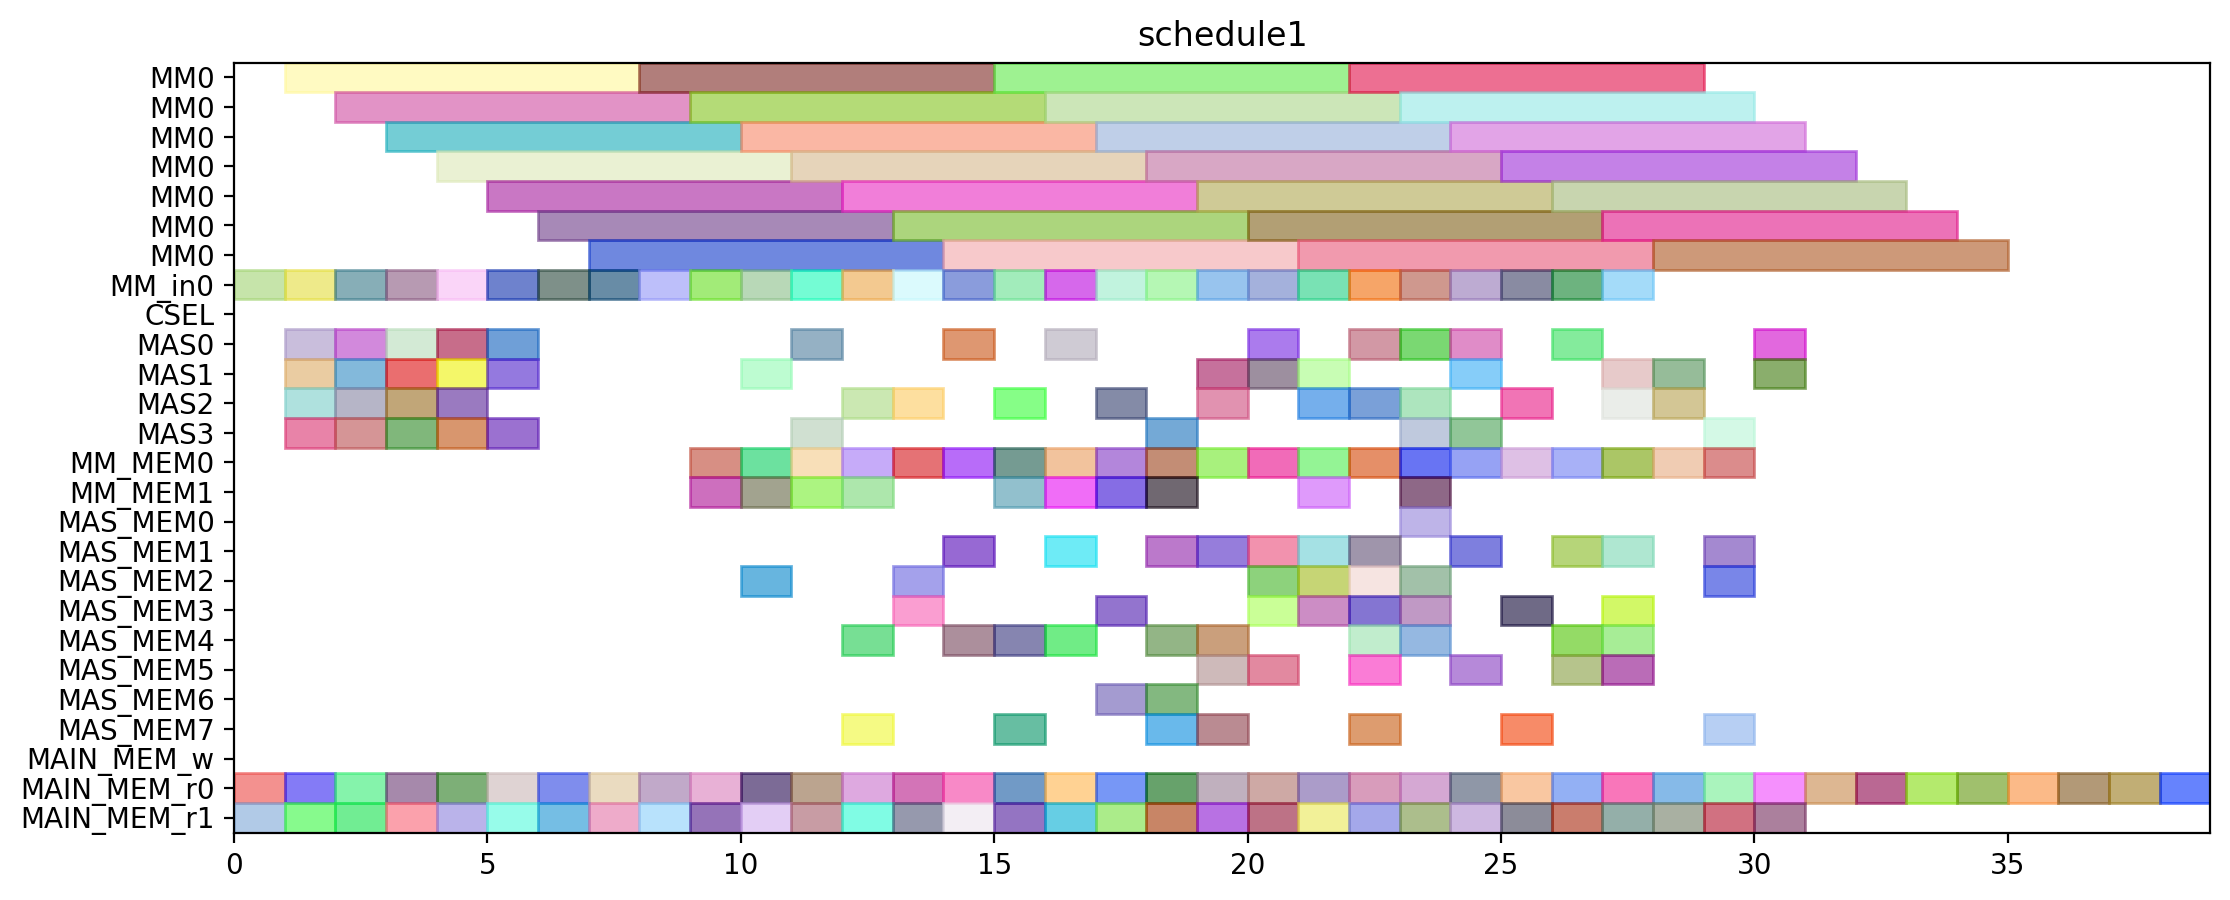 schedule1
MM0
MM0
MM0
MM0
MM0
MM0
MM0
MM_in0
CSEL
MAS0
MAS1
MAS2
MAS3
MM_MEM0
MM_MEM1
MAS_MEM0
MAS_MEM1
MAS_MEM2
MAS_MEM3
MAS_MEM4
MAS_MEM5
MAS_MEM6
MAS_MEM7
MAIN_MEM_w
MAIN_MEM_r0
MAIN_MEM_r1
0 5 10 15 20 25 30 35